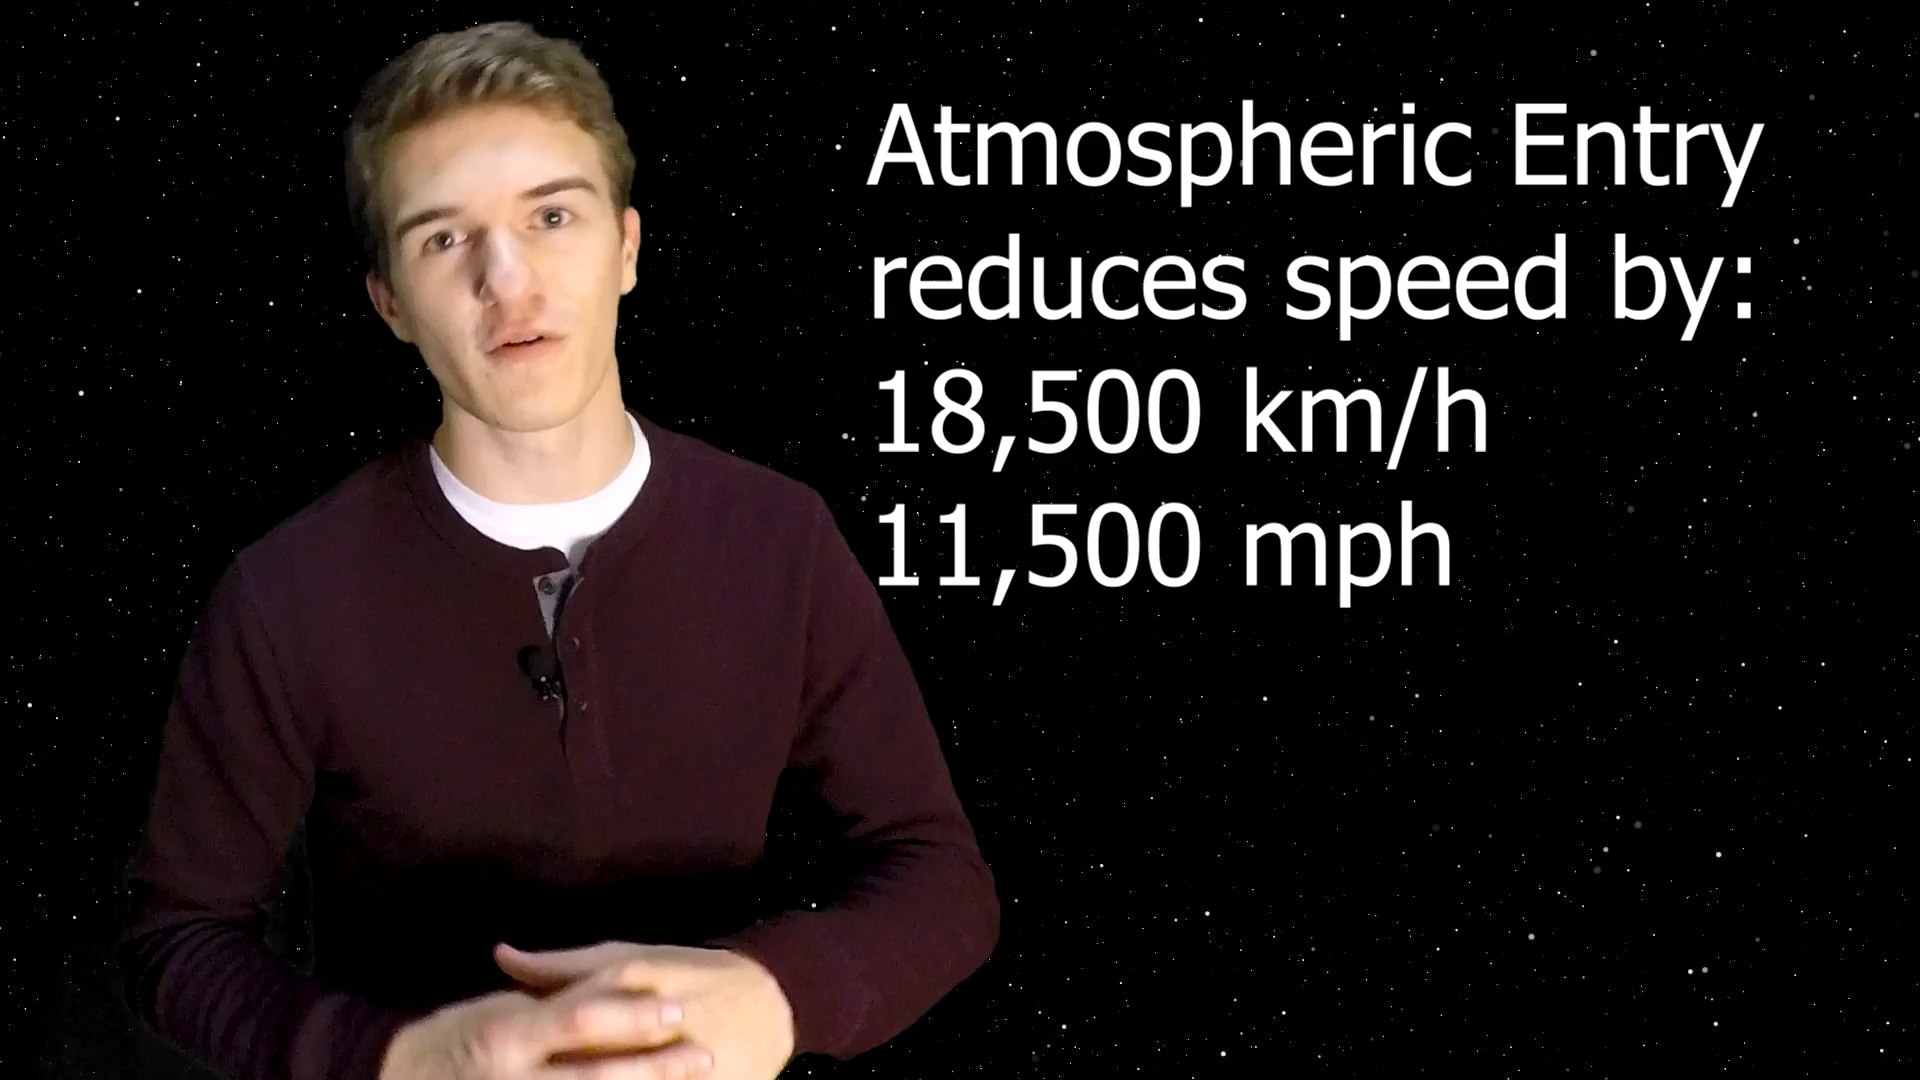 Atmospheric Entry
reduces speed by:
18,500 km/h
11,500 mph